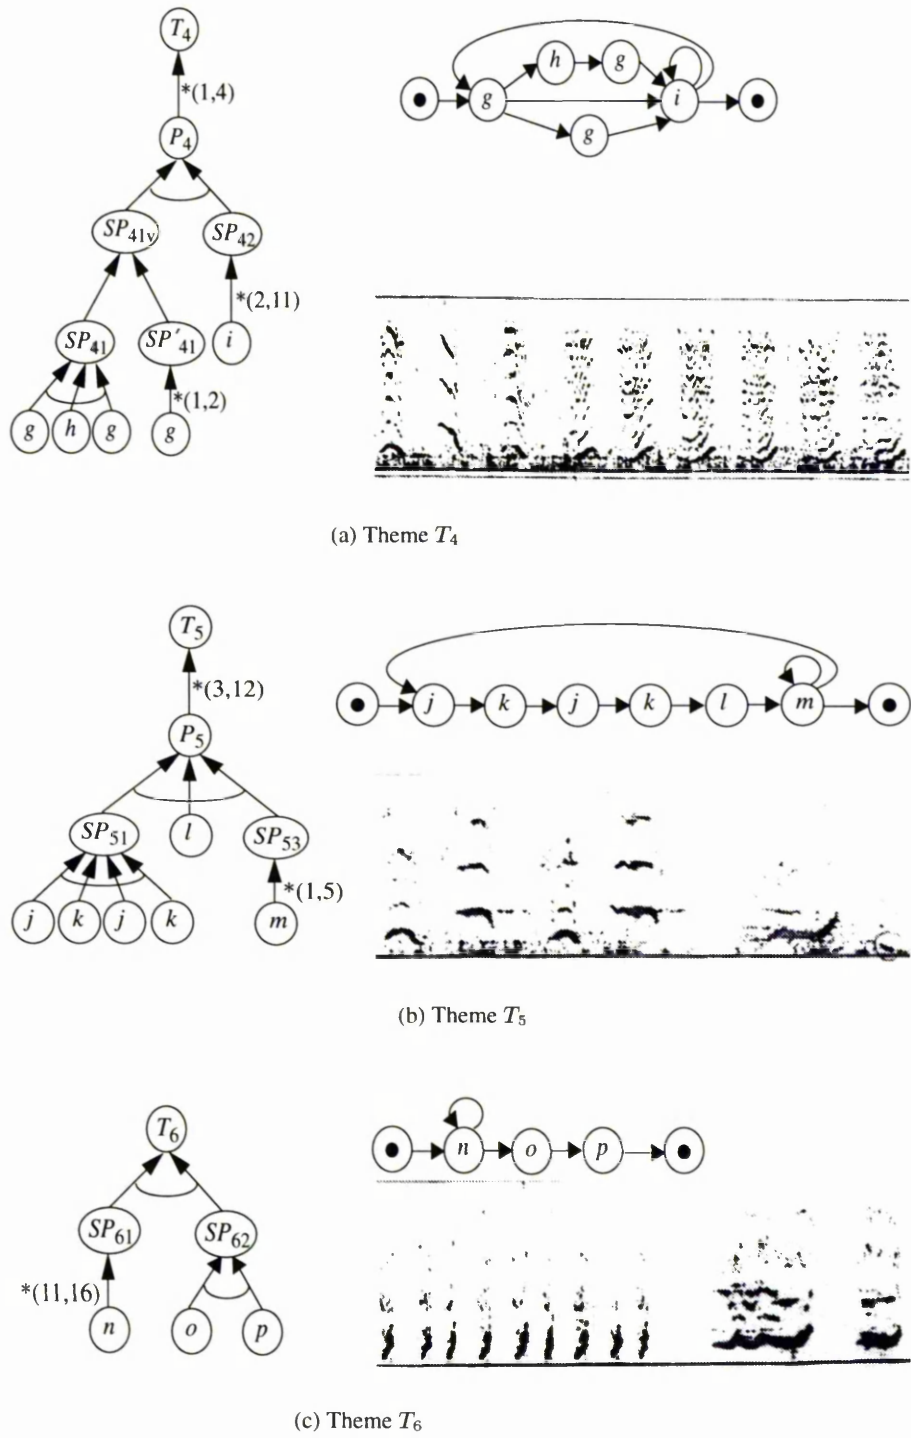 T4
*(1,4)
h g
g i
P4
g
SP41v SP42
*(2,11)
SP41 SP'41 i
*(1,2)
g h g g
(a) Theme T4
T5
*(3,12)
j k j k l m
P5
SP51 l SP53
*(1,5)
j k j k m
(b) Theme T5
T6
n o p
SP61 SP62
*(11,16)
n o p
(c) Theme T6